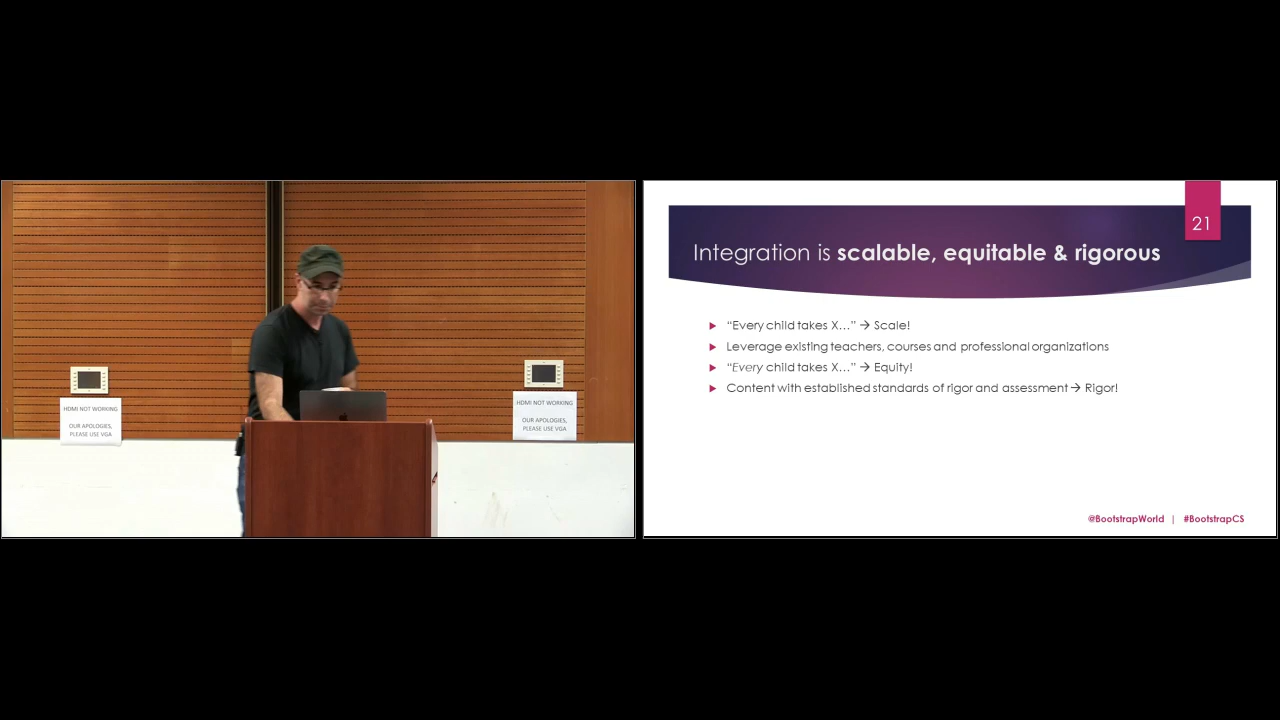 HDMI NOT WORKING
OUR APOLOGIES,
PLEASE USE VGA
HDMI NOT WORKING
OUR APOLOGIES,
PLEASE USE VGA
21
Integration is scalable, equitable & rigorous
“Every child takes X…” → Scale!
Leverage existing teachers, courses and professional organizations
“Every child takes X…” → Equity!
Content with established standards of rigor and assessment → Rigor!
@BootstrapWorld | #BootstrapCS